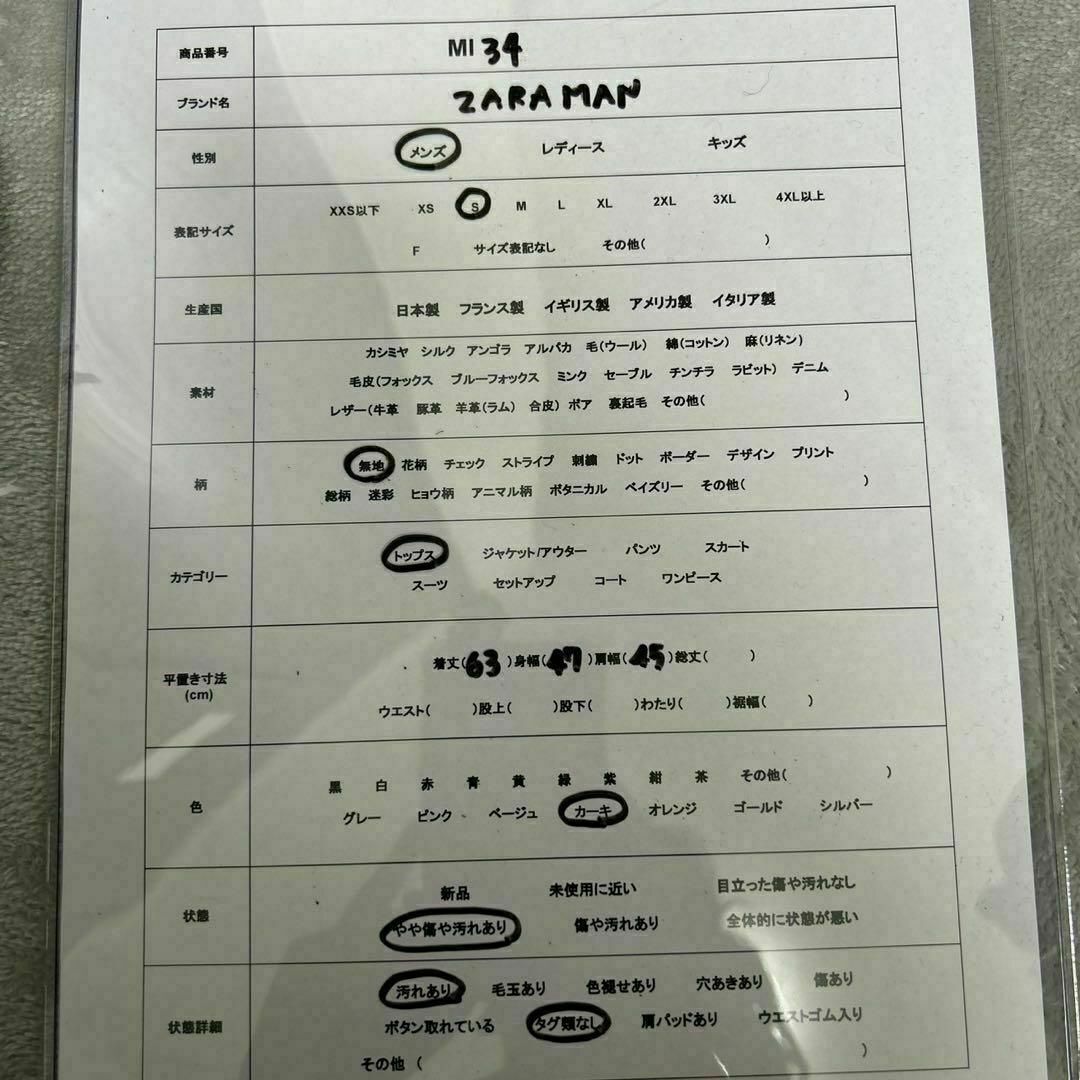 商品番号 MI 34
ブランド名 ZARA MAN
性別 メンズ レディース キッズ
表記サイズ XXS以下 XS S M L XL 2XL 3XL 4XL以上
F サイズ表記なし その他( )
生産国 日本製 フランス製 イギリス製 アメリカ製 イタリア製
素材 カシミヤ シルク アンゴラ アルパカ 毛(ウール) 綿(コットン) 麻(リネン)
毛皮(フォックス ブルーフォックス ミンク セーブル チンチラ ラビット) デニム
レザー(牛革 豚革 羊革(ラム) 合皮) ボア 裏起毛 その他( )
柄 無地 花柄 チェック ストライプ 刺繍 ドット ボーダー デザイン プリント
総柄 迷彩 ヒョウ柄 アニマル柄 ボタニカル ペイズリー その他( )
カテゴリー トップス ジャケット/アウター パンツ スカート
スーツ セットアップ コート ワンピース
平置き寸法 着丈(63)身幅(47)肩幅(45)総丈( )
(cm) ウエスト( )股上( )股下( )わたり( )裾幅( )
色 黒 白 赤 青 黄 緑 紫 紺 茶 その他( )
グレー ピンク ベージュ カーキ オレンジ ゴールド シルバー
状態 新品 未使用に近い 目立った傷や汚れなし
やや傷や汚れあり 傷や汚れあり 全体的に状態が悪い
状態詳細 汚れあり 毛玉あり 色褪せあり 穴あきあり 傷あり
ボタン取れている タグ類なし 肩パッドあり ウエストゴム入り
その他 ( )